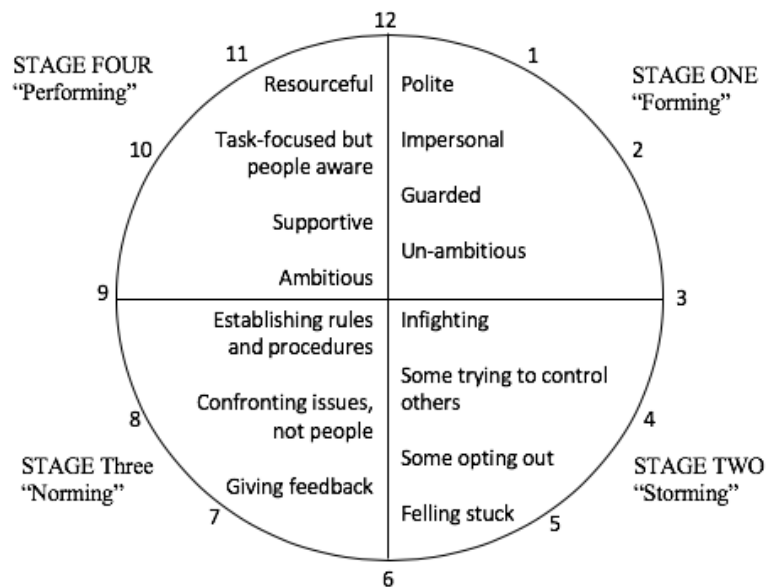 12
11
1
STAGE FOUR
“Performing”
STAGE ONE
“Forming”
10
2
Resourceful
Task-focused but
people aware
Supportive
Ambitious
Polite
Impersonal
Guarded
Un-ambitious
9
3
Establishing rules
and procedures
Confronting issues,
not people
Giving feedback
Infighting
Some trying to control
others
Some opting out
Felling stuck
8
4
STAGE Three
“Norming”
STAGE TWO
“Storming”
7
5
6